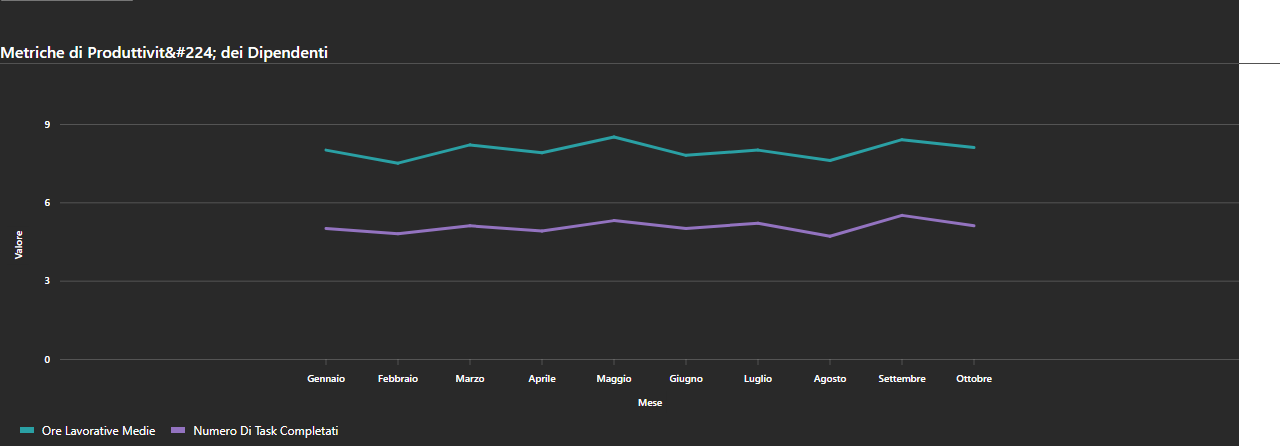 Metriche di Produttivit&#224; dei Dipendenti
9
6
3
0
Valore
Gennaio Febbraio Marzo Aprile Maggio Giugno Luglio Agosto Settembre Ottobre
Mese
Ore Lavorative Medie Numero Di Task Completati